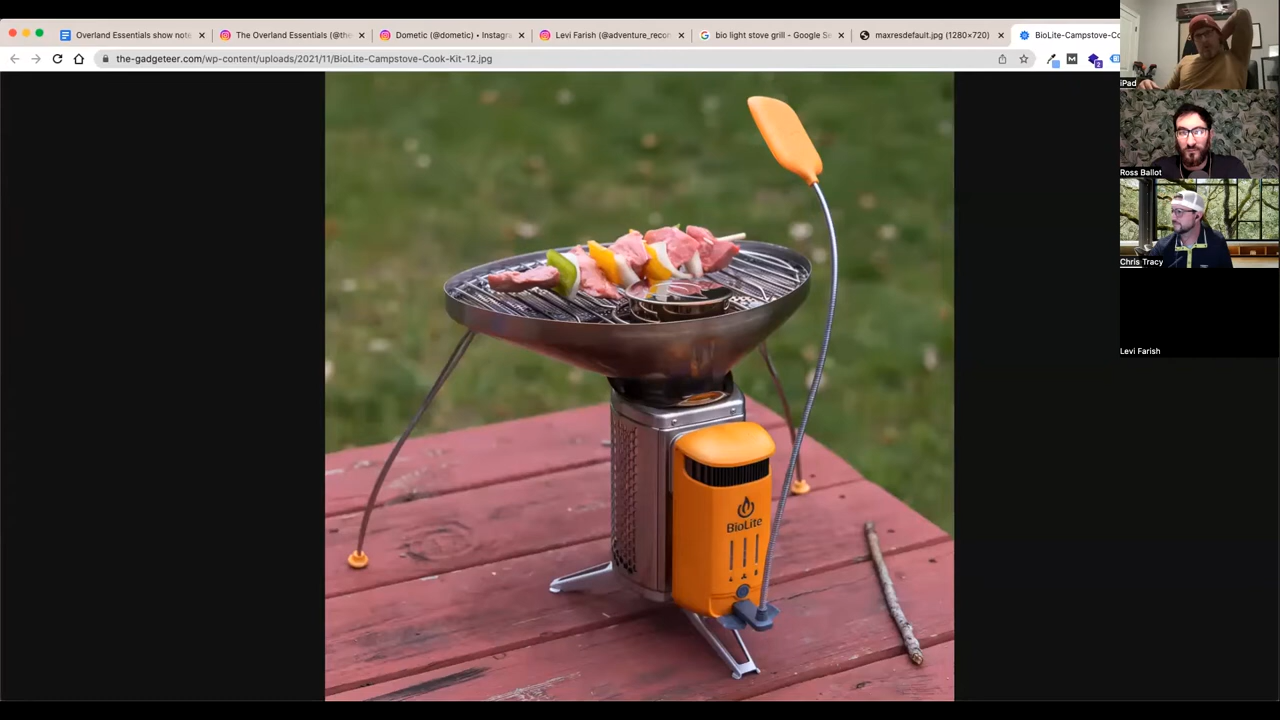 Overland Essentials show note
The Overland Essentials (@the
Dometic (@dometic) • Instagra
Levi Farish (@adventure_recon
bio light stove grill - Google Se
maxresdefault.jpg (1280×720)
BioLite-Campstove-Co
the-gadgeteer.com/wp-content/uploads/2021/11/BioLite-Campstove-Cook-Kit-12.jpg
iPad
Ross Ballot
Chris Tracy
Levi Farish
BioLite